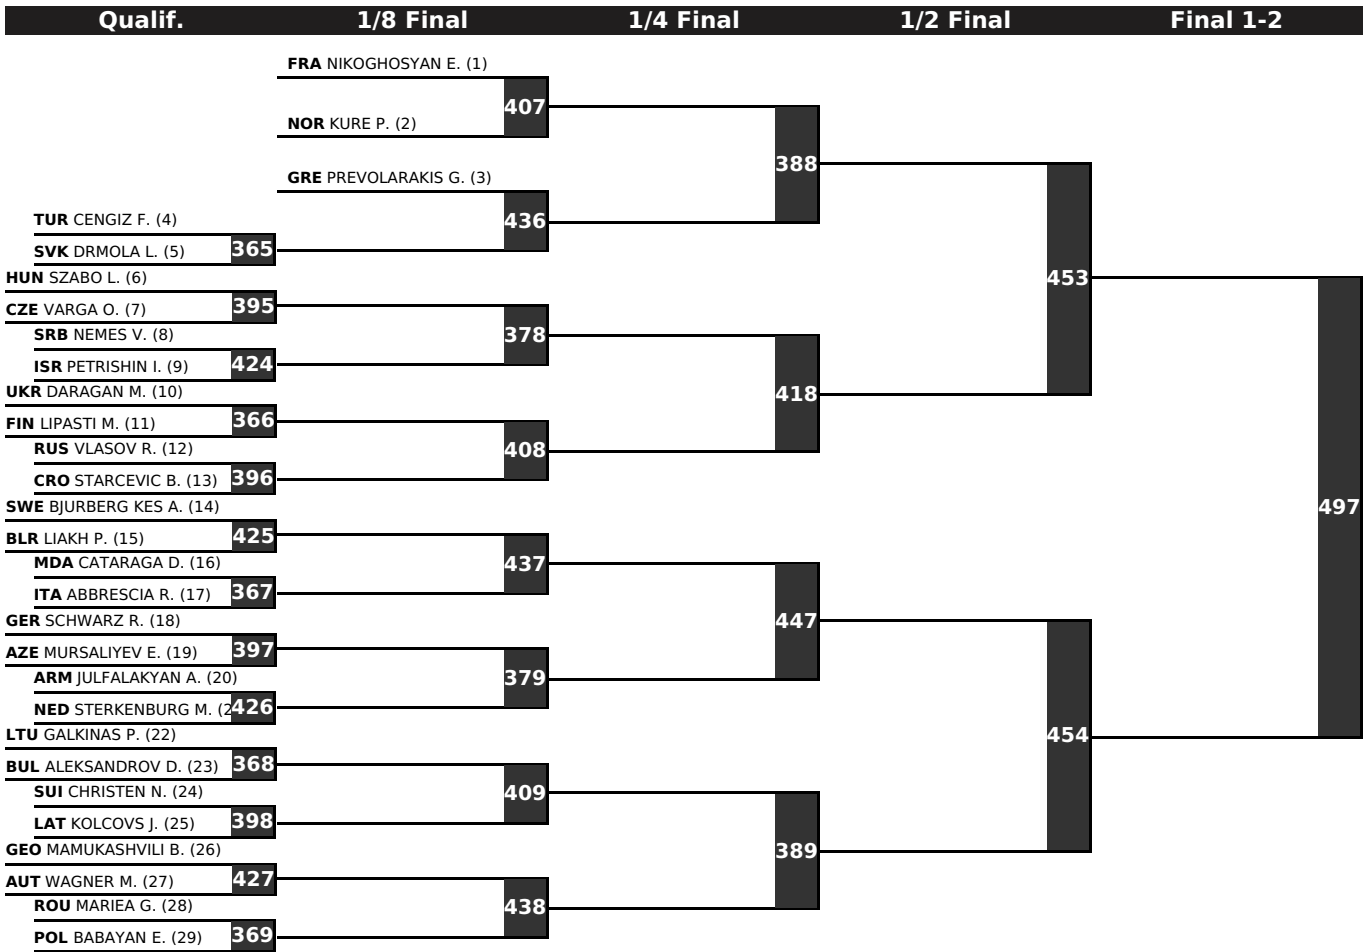 Qualif. 1/8 Final 1/4 Final 1/2 Final Final 1-2
FRA NIKOGHOSYAN E. (1)
407
NOR KURE P. (2)
388
GRE PREVOLARAKIS G. (3)
TUR CENGIZ F. (4)
436
SVK DRMOLA L. (5) 365
HUN SZABO L. (6)
453
CZE VARGA O. (7) 395
SRB NEMES V. (8)
378
ISR PETRISHIN I. (9) 424
UKR DARAGAN M. (10)
418
FIN LIPASTI M. (11) 366
RUS VLASOV R. (12)
408
CRO STARCEVIC B. (13) 396
SWE BJURBERG KES A. (14)
497
BLR LIAKH P. (15) 425
MDA CATARAGA D. (16)
437
ITA ABBRESCIA R. (17) 367
GER SCHWARZ R. (18)
447
AZE MURSALIYEV E. (19) 397
ARM JULFALAKYAN A. (20)
379
NED STERKENBURG M. (2 426
LTU GALKINAS P. (22)
454
BUL ALEKSANDROV D. (23) 368
SUI CHRISTEN N. (24)
409
LAT KOLCOVS J. (25) 398
GEO MAMUKASHVILI B. (26)
389
AUT WAGNER M. (27) 427
ROU MARIEA G. (28)
438
POL BABAYAN E. (29) 369